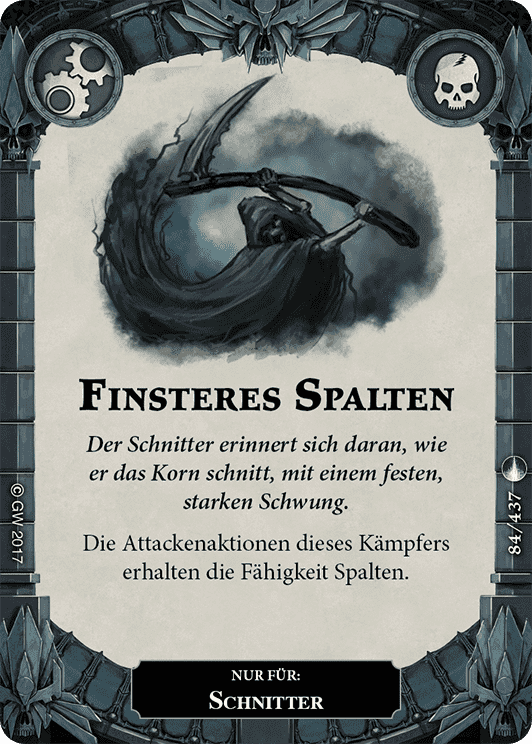 Finsteres Spalten
Der Schnitter erinnert sich daran, wie
er das Korn schnitt, mit einem festen,
starken Schwung.
Die Attackenaktionen dieses Kämpfers
erhalten die Fähigkeit Spalten.
© GW 2017
84/437
NUR FÜR:
Schnitter